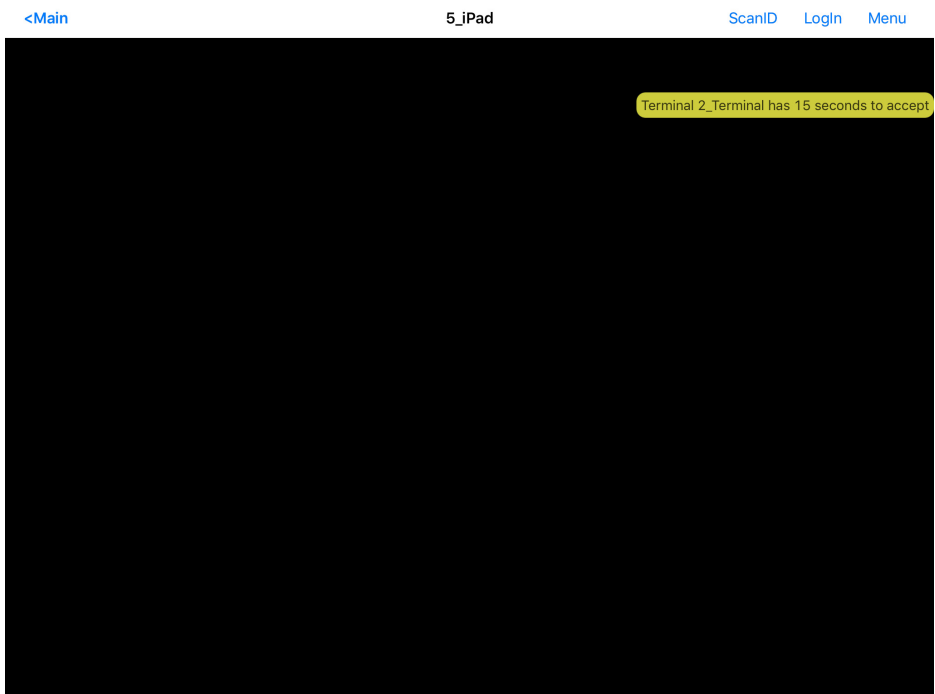 <Main
5_iPad
ScanID
LogIn
Menu
Terminal 2_Terminal has 15 seconds to accept